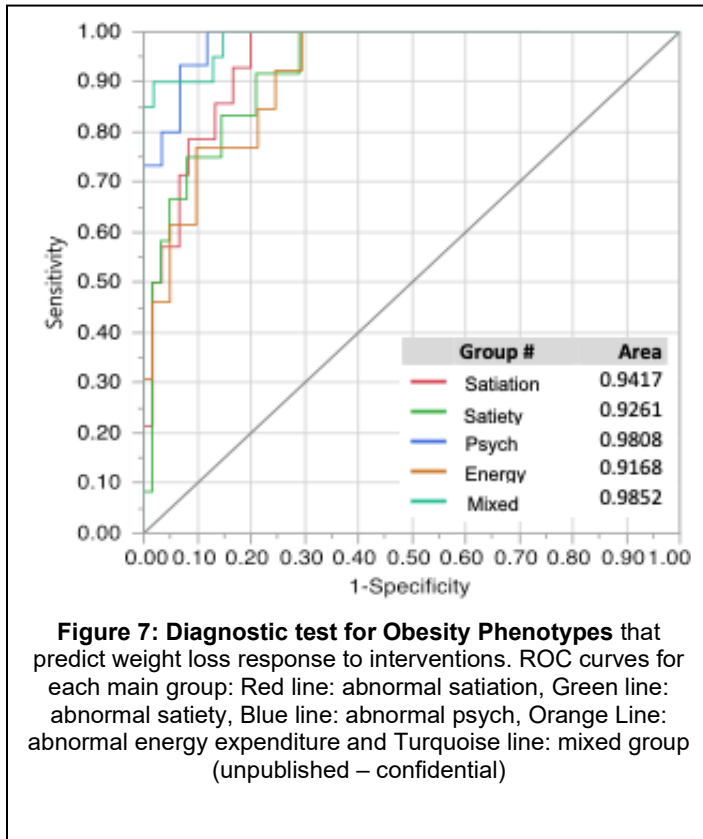 1.00
0.90
0.80
0.70
0.60
0.50
0.40
0.30
0.20
0.10
0.00
Sensitivity
Group # Area
Satiation 0.9417
Satiety 0.9261
Psych 0.9808
Energy 0.9168
Mixed 0.9852
0.00 0.10 0.20 0.30 0.40 0.50 0.60 0.70 0.80 0.90 1.00
1-Specificity
Figure 7: Diagnostic test for Obesity Phenotypes that
predict weight loss response to interventions. ROC curves for
each main group: Red line: abnormal satiation, Green line:
abnormal satiety, Blue line: abnormal psych, Orange Line:
abnormal energy expenditure and Turquoise line: mixed group
(unpublished – confidential)